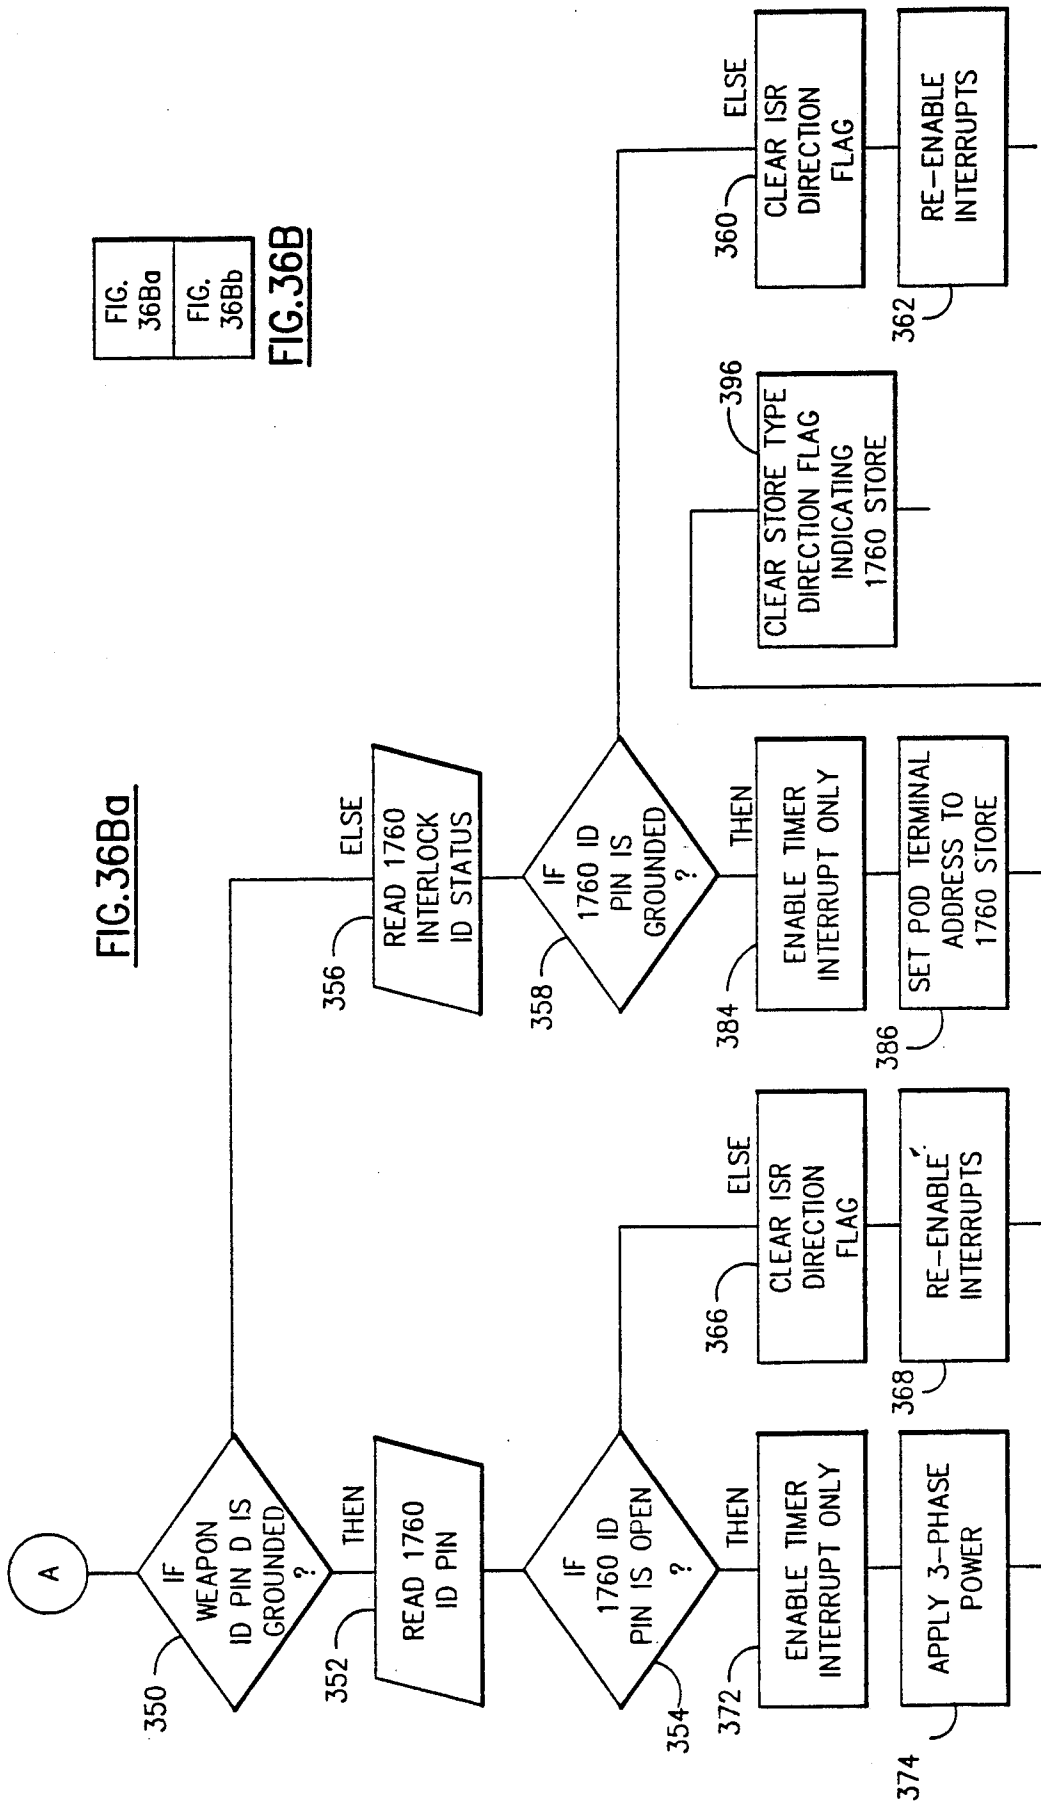 FIG.36Ba
FIG.
36Ba
FIG.
36Bb
FIG.36B
A
350
IF
WEAPON
ID PIN D IS
GROUNDED
?
THEN
352
READ 1760
ID PIN
354
IF
1760 ID
PIN IS OPEN
?
THEN
372
ENABLE TIMER
INTERRUPT ONLY
374
APPLY 3-PHASE
POWER
ELSE
366
CLEAR ISR
DIRECTION
FLAG
368
RE-ENABLE
INTERRUPTS
ELSE
356
READ 1760
INTERLOCK
ID STATUS
358
IF
1760 ID
PIN IS
GROUNDED
?
THEN
384
ENABLE TIMER
INTERRUPT ONLY
386
SET POD TERMINAL
ADDRESS TO
1760 STORE
396
CLEAR STORE TYPE
DIRECTION FLAG
INDICATING
1760 STORE
ELSE
360
CLEAR ISR
DIRECTION
FLAG
362
RE-ENABLE
INTERRUPTS